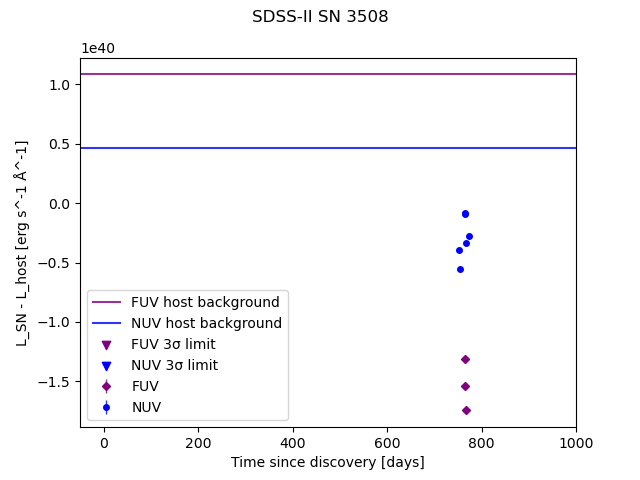 SDSS-II SN 3508
1e40
1.0
0.5
0.0
−0.5
−1.0
−1.5
L_SN - L_host [erg s^-1 Å^-1]
FUV host background
NUV host background
FUV 3σ limit
NUV 3σ limit
FUV
NUV
0 200 400 600 800 1000
Time since discovery [days]